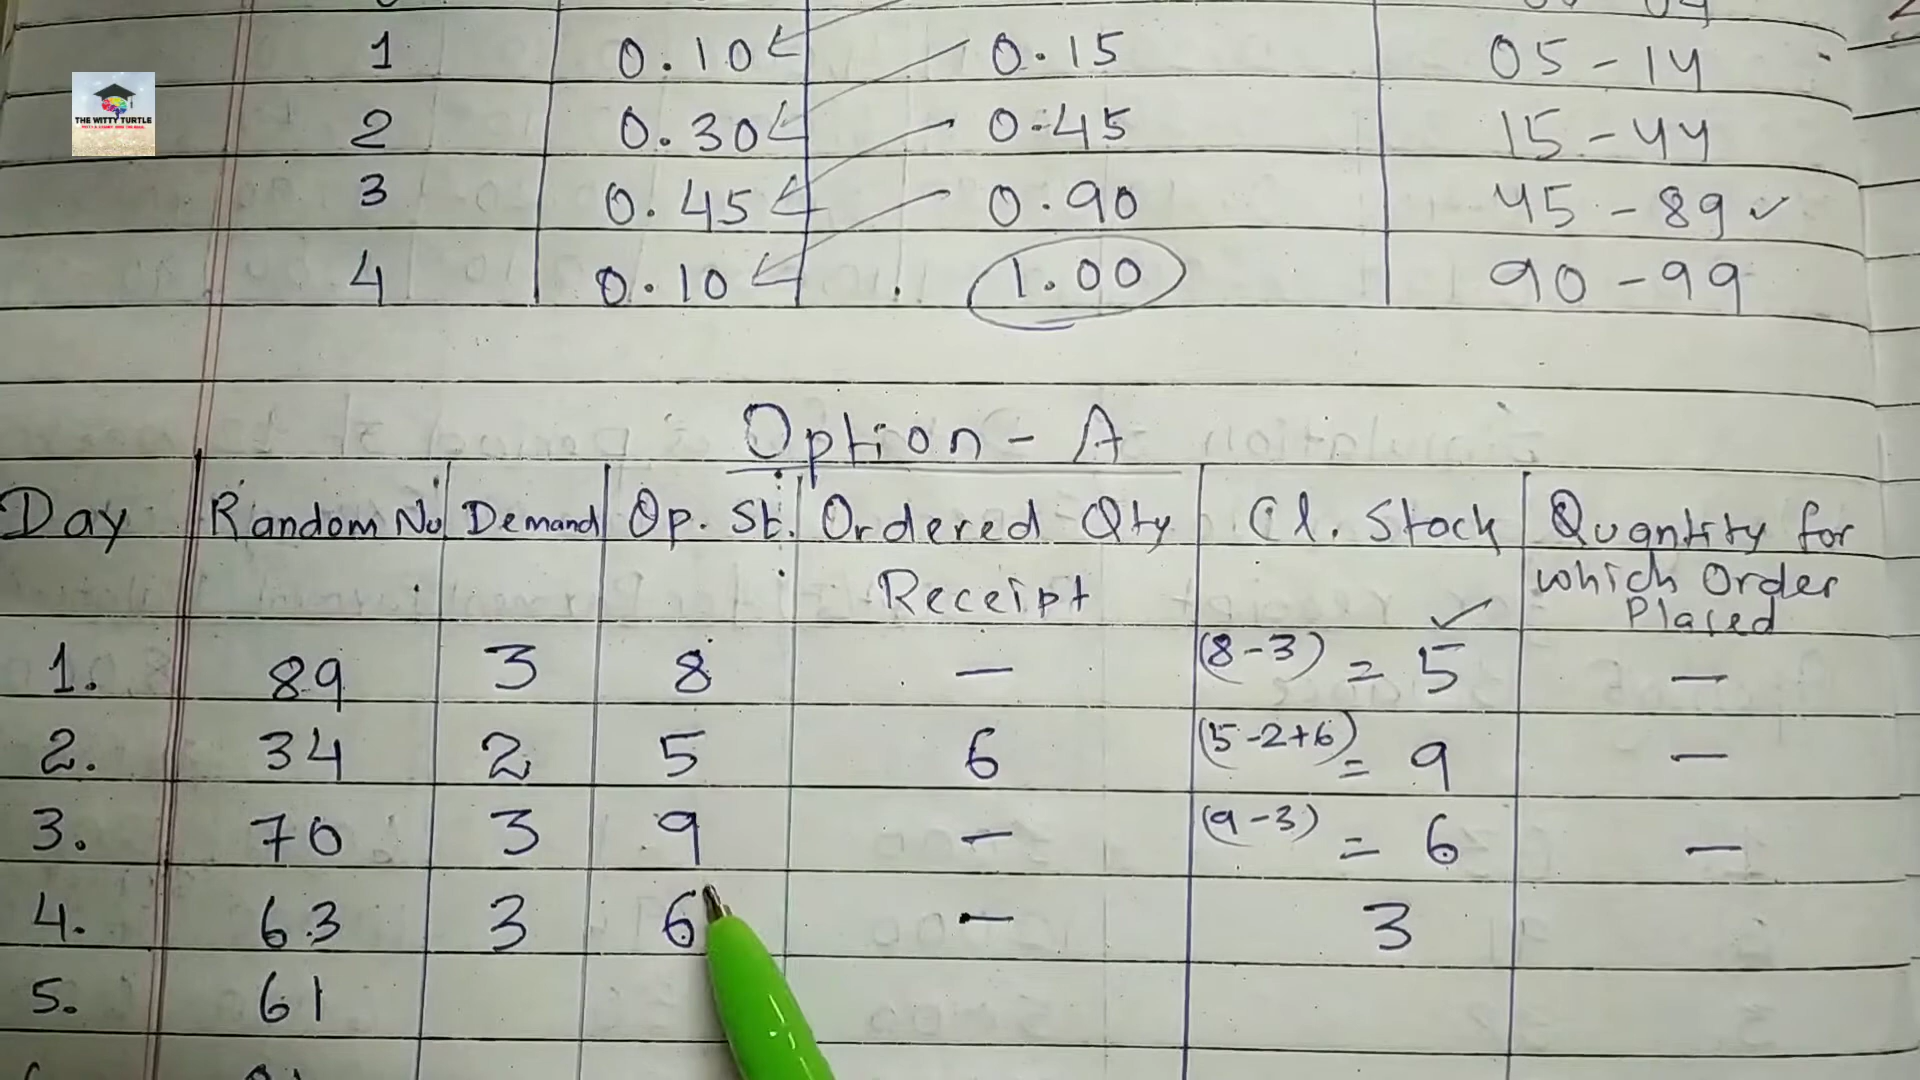 1 0.10 0.15 05-14
2 0.30 0.45 15-44
3 0.45 0.90 45-89 ✓
4 0.10 1.00 90-99
THE WITTY TURTLE
Option - A
Day Random No Demand Op. St. Ordered Qty Cl. Stock Quantity for
Receipt which Order
Placed
1. 89 3 8 — (8-3) = 5 —
2. 34 2 5 6 (5-2+6) = 9 —
3. 70 3 9 — (9-3) = 6 —
4. 63 3 6 — 3
5. 61